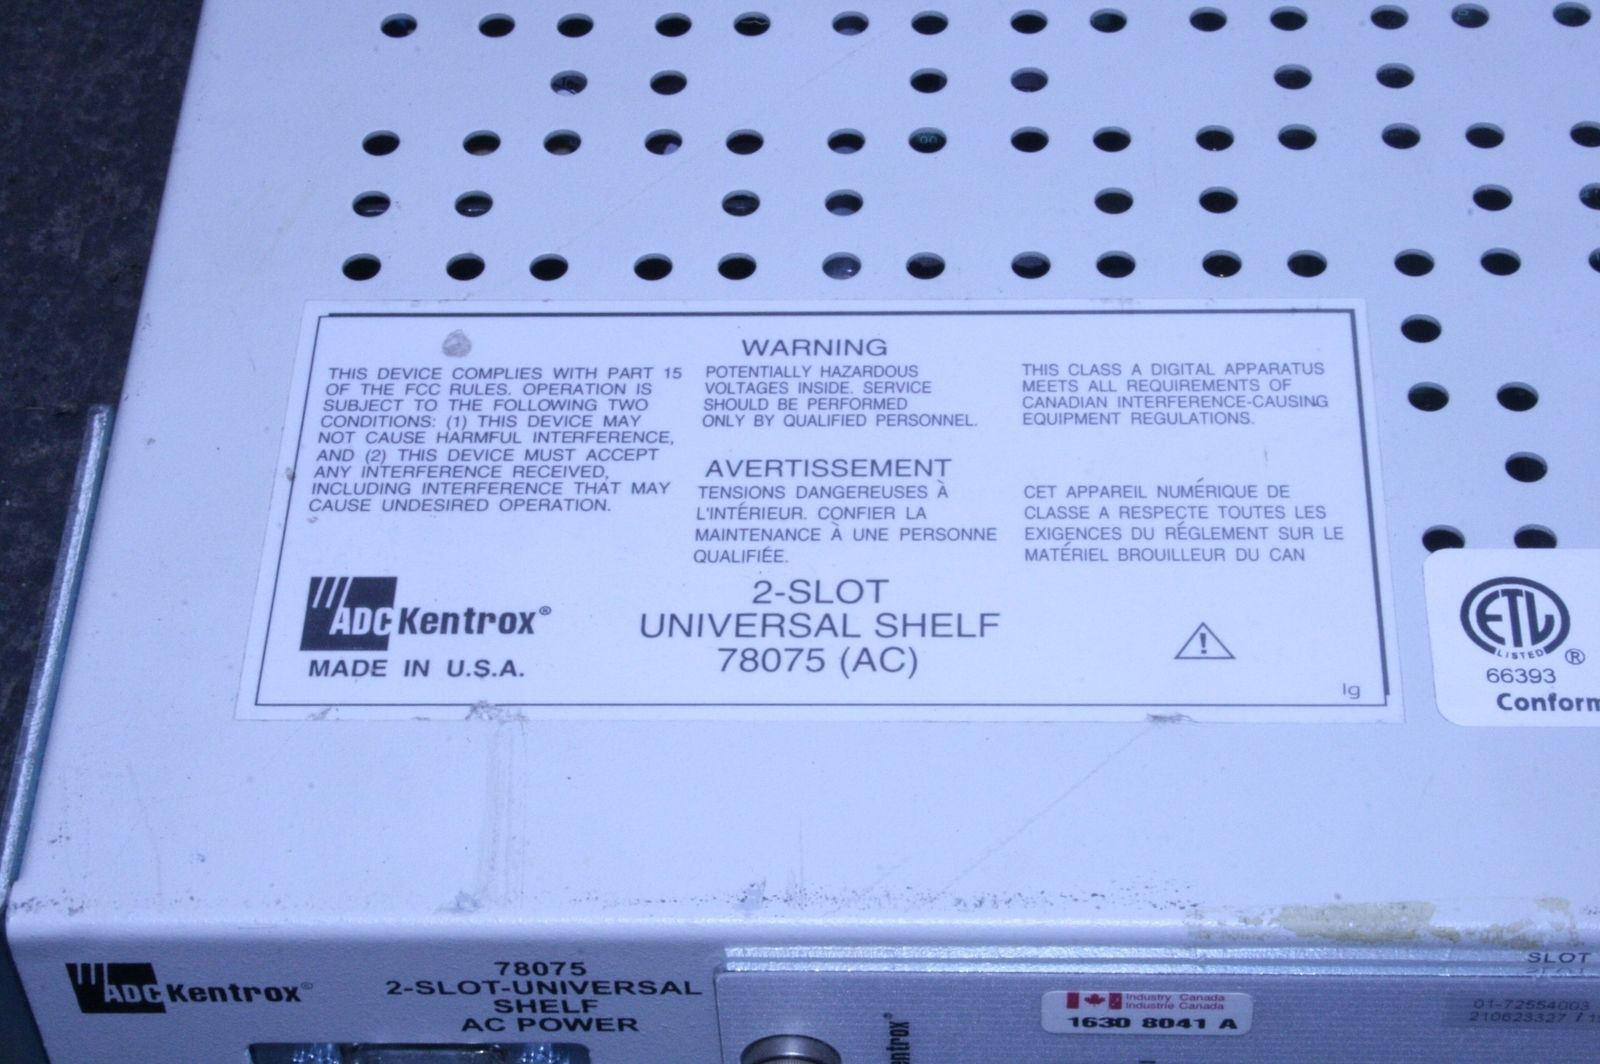 THIS DEVICE COMPLIES WITH PART 15
OF THE FCC RULES. OPERATION IS
SUBJECT TO THE FOLLOWING TWO
CONDITIONS: (1) THIS DEVICE MAY
NOT CAUSE HARMFUL INTERFERENCE,
AND (2) THIS DEVICE MUST ACCEPT
ANY INTERFERENCE RECEIVED,
INCLUDING INTERFERENCE THAT MAY
CAUSE UNDESIRED OPERATION.
WARNING
POTENTIALLY HAZARDOUS
VOLTAGES INSIDE. SERVICE
SHOULD BE PERFORMED
ONLY BY QUALIFIED PERSONNEL.
AVERTISSEMENT
TENSIONS DANGEREUSES À
L'INTÉRIEUR. CONFIER LA
MAINTENANCE À UNE PERSONNE
QUALIFIÉE.
THIS CLASS A DIGITAL APPARATUS
MEETS ALL REQUIREMENTS OF
CANADIAN INTERFERENCE-CAUSING
EQUIPMENT REGULATIONS.
CET APPAREIL NUMÉRIQUE DE
CLASSE A RESPECTE TOUTES LES
EXIGENCES DU RÉGLEMENT SUR LE
MATÉRIEL BROUILLEUR DU CAN
ADC Kentrox®
MADE IN U.S.A.
2-SLOT
UNIVERSAL SHELF
78075 (AC)
lg
ETL
LISTED ®
66393
Conform
ADC Kentrox®
78075
2-SLOT-UNIVERSAL
SHELF
AC POWER
Industry Canada
Industrie Canada
1630 8041 A
SLOT
01-72554003
210623327 /
ntrox®